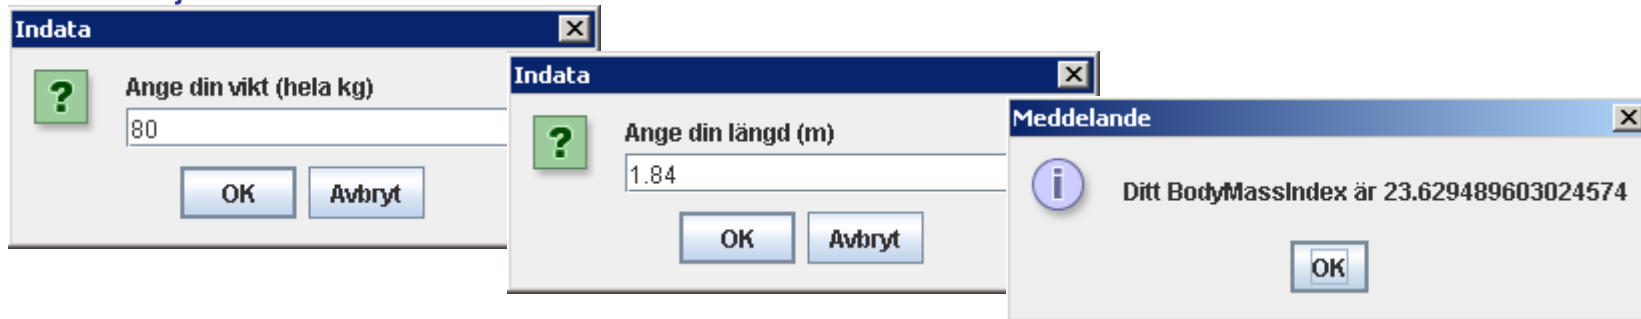 Indata
Ange din vikt (hela kg)
80
OK Avbryt
Indata
Ange din längd (m)
1.84
OK Avbryt
Meddelande
Ditt BodyMassIndex är 23.629489603024574
OK